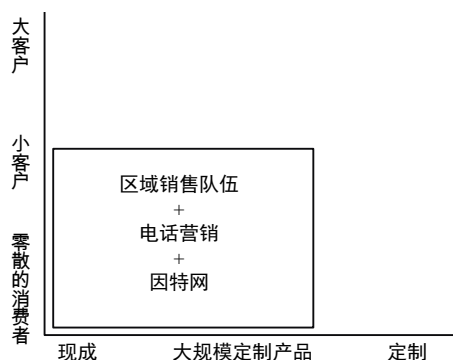 大客户
小客户
零散的消费者
区域销售队伍
+
电话营销
+
因特网
现成
大规模定制产品
定制